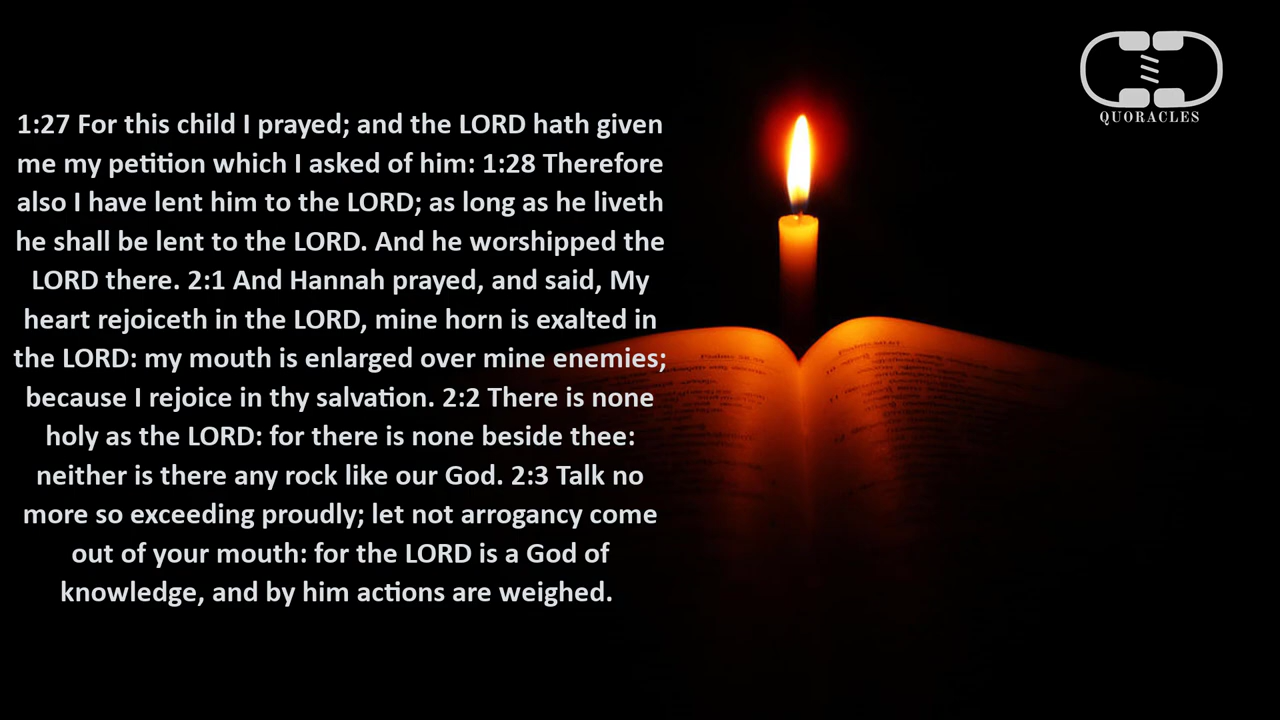 QUORACLES
1:27 For this child I prayed; and the LORD hath given
me my petition which I asked of him: 1:28 Therefore
also I have lent him to the LORD; as long as he liveth
he shall be lent to the LORD. And he worshipped the
LORD there. 2:1 And Hannah prayed, and said, My
heart rejoiceth in the LORD, mine horn is exalted in
the LORD: my mouth is enlarged over mine enemies;
because I rejoice in thy salvation. 2:2 There is none
holy as the LORD: for there is none beside thee:
neither is there any rock like our God. 2:3 Talk no
more so exceeding proudly; let not arrogancy come
out of your mouth: for the LORD is a God of
knowledge, and by him actions are weighed.